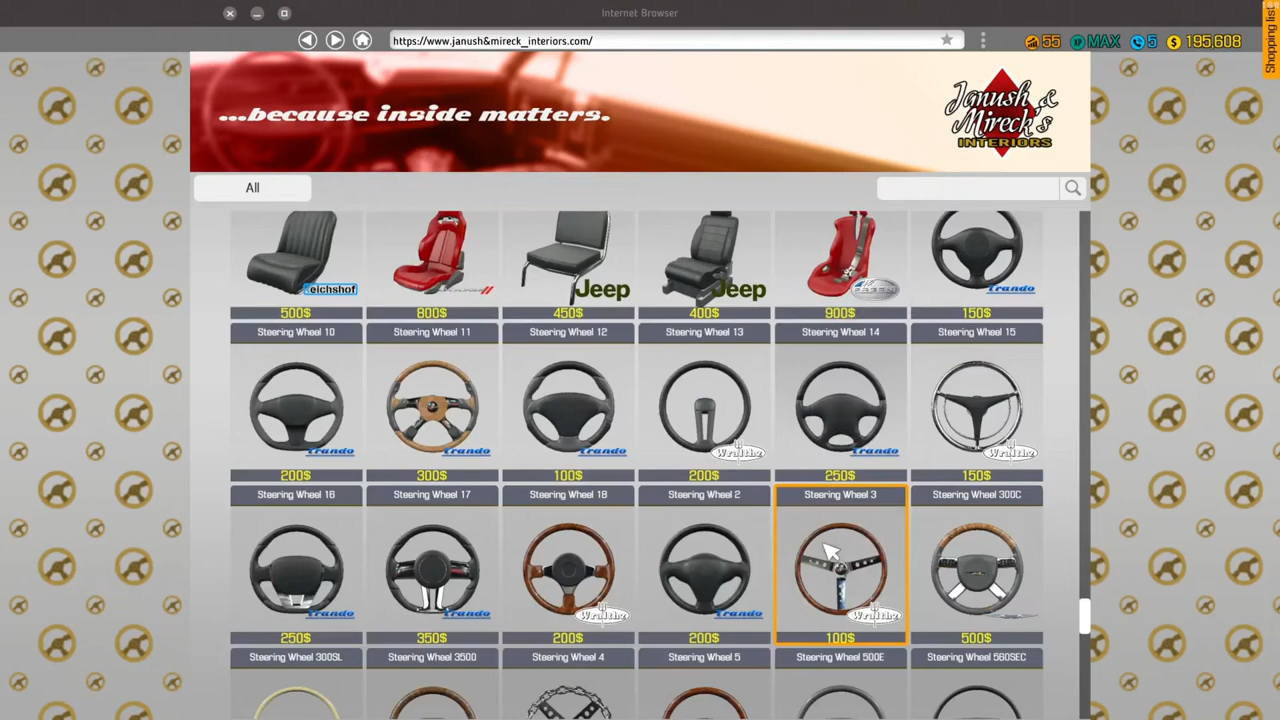 Internet Browser
Shopping list
https://www.janush&mireck_interiors.com/
55 XP MAX 5 $ 195,608
...because inside matters.
Janush &
Mireck's
INTERIORS
All
eichshof
Jeep
Jeep
Trando
500$ 800$ 450$ 400$ 900$ 150$
Steering Wheel 10 Steering Wheel 11 Steering Wheel 12 Steering Wheel 13 Steering Wheel 14 Steering Wheel 15
Trando Trando Trando Wraithe Trando Wraithe
200$ 300$ 100$ 200$ 250$ 150$
Steering Wheel 16 Steering Wheel 17 Steering Wheel 18 Steering Wheel 2 Steering Wheel 3 Steering Wheel 300C
Trando Trando Wraithe Trando Wraithe
250$ 350$ 200$ 200$ 100$ 500$
Steering Wheel 300SL Steering Wheel 3500 Steering Wheel 4 Steering Wheel 5 Steering Wheel 500E Steering Wheel 560SEC